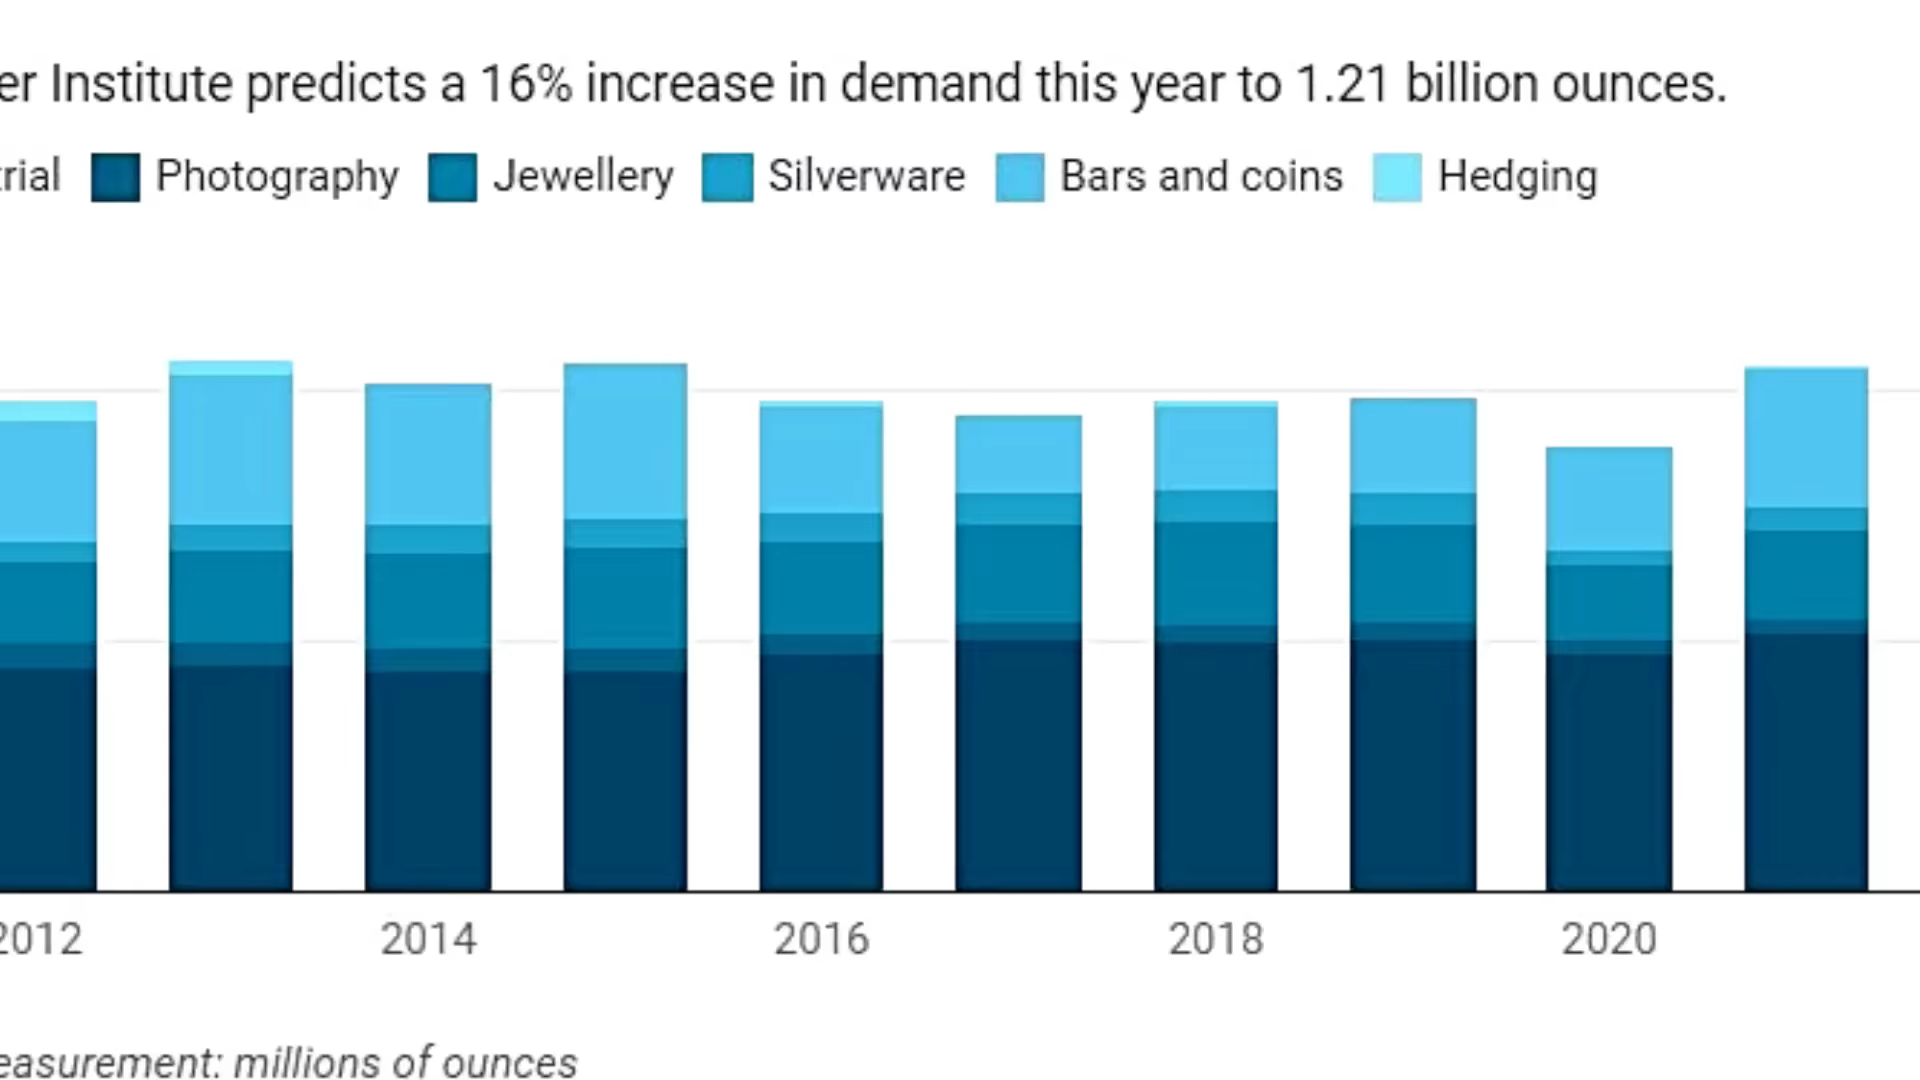 er Institute predicts a 16% increase in demand this year to 1.21 billion ounces.
trial Photography Jewellery Silverware Bars and coins Hedging
2012 2014 2016 2018 2020
easurement: millions of ounces